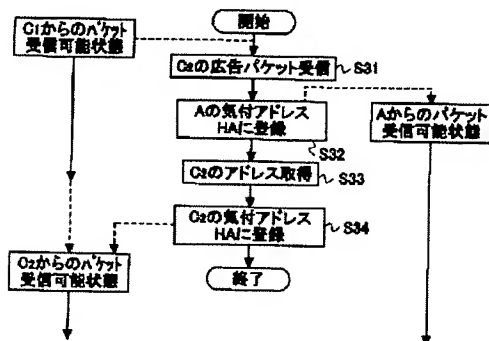 開始
C1からのパケット
受信可能状態
C2の広告パケット受信
S31
Aの気付アドレス
HAに登録
S32
Aからのパケット
受信可能状態
C2のアドレス取得
S33
C2の気付アドレス
HAに登録
S34
C2からのパケット
受信可能状態
終了